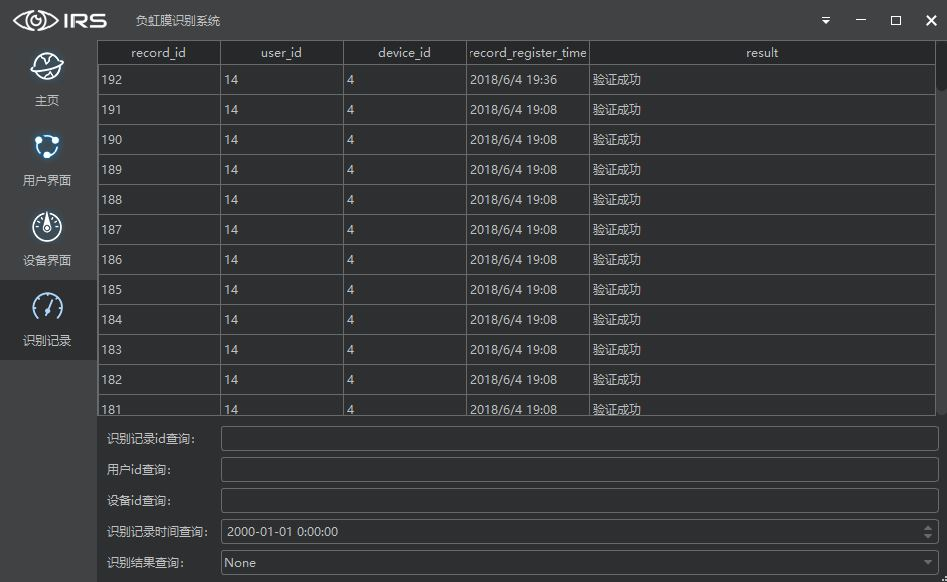 IRS 负虹膜识别系统
record_id user_id device_id record_register_time result
主页
用户界面
设备界面
识别记录
192 14 4 2018/6/4 19:36 验证成功
191 14 4 2018/6/4 19:08 验证成功
190 14 4 2018/6/4 19:08 验证成功
189 14 4 2018/6/4 19:08 验证成功
188 14 4 2018/6/4 19:08 验证成功
187 14 4 2018/6/4 19:08 验证成功
186 14 4 2018/6/4 19:08 验证成功
185 14 4 2018/6/4 19:08 验证成功
184 14 4 2018/6/4 19:08 验证成功
183 14 4 2018/6/4 19:08 验证成功
182 14 4 2018/6/4 19:08 验证成功
181 14 4 2018/6/4 19:08 验证成功
识别记录id查询:
用户id查询:
设备id查询:
识别记录时间查询: 2000-01-01 0:00:00
识别结果查询: None